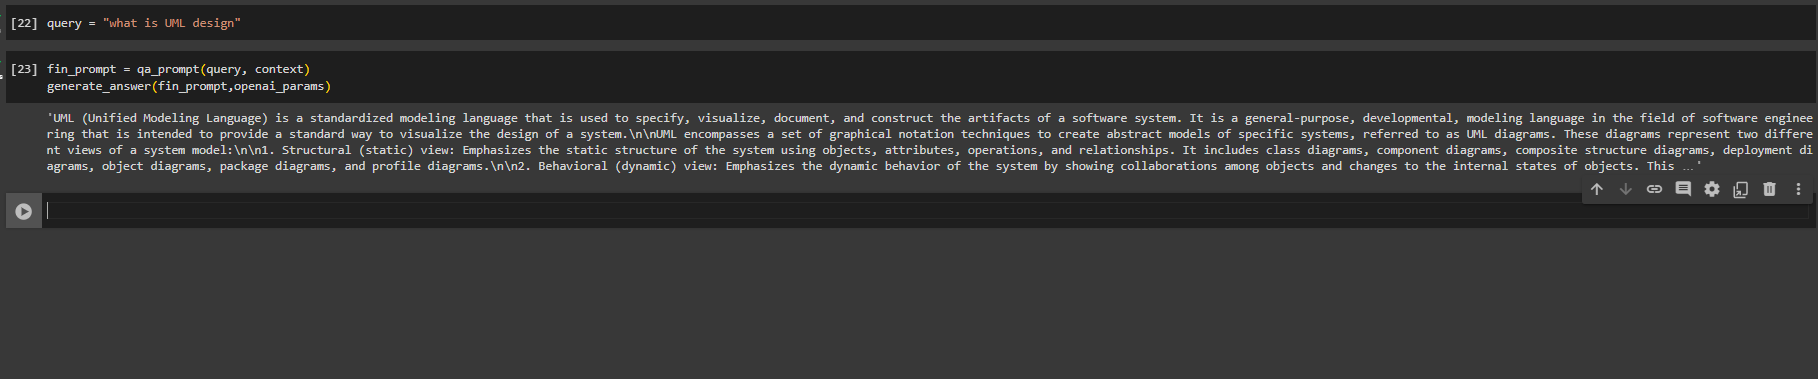 [22] query = "what is UML design"
[23] fin_prompt = qa_prompt(query, context)
generate_answer(fin_prompt,openai_params)
'UML (Unified Modeling Language) is a standardized modeling language that is used to specify, visualize, document, and construct the artifacts of a software system. It is a general-purpose, developmental, modeling language in the field of software enginee
ring that is intended to provide a standard way to visualize the design of a system.\n\nUML encompasses a set of graphical notation techniques to create abstract models of specific systems, referred to as UML diagrams. These diagrams represent two differe
nt views of a system model:\n\n1. Structural (static) view: Emphasizes the static structure of the system using objects, attributes, operations, and relationships. It includes class diagrams, component diagrams, composite structure diagrams, deployment di
agrams, object diagrams, package diagrams, and profile diagrams.\n\n2. Behavioral (dynamic) view: Emphasizes the dynamic behavior of the system by showing collaborations among objects and changes to the internal states of objects. This …'